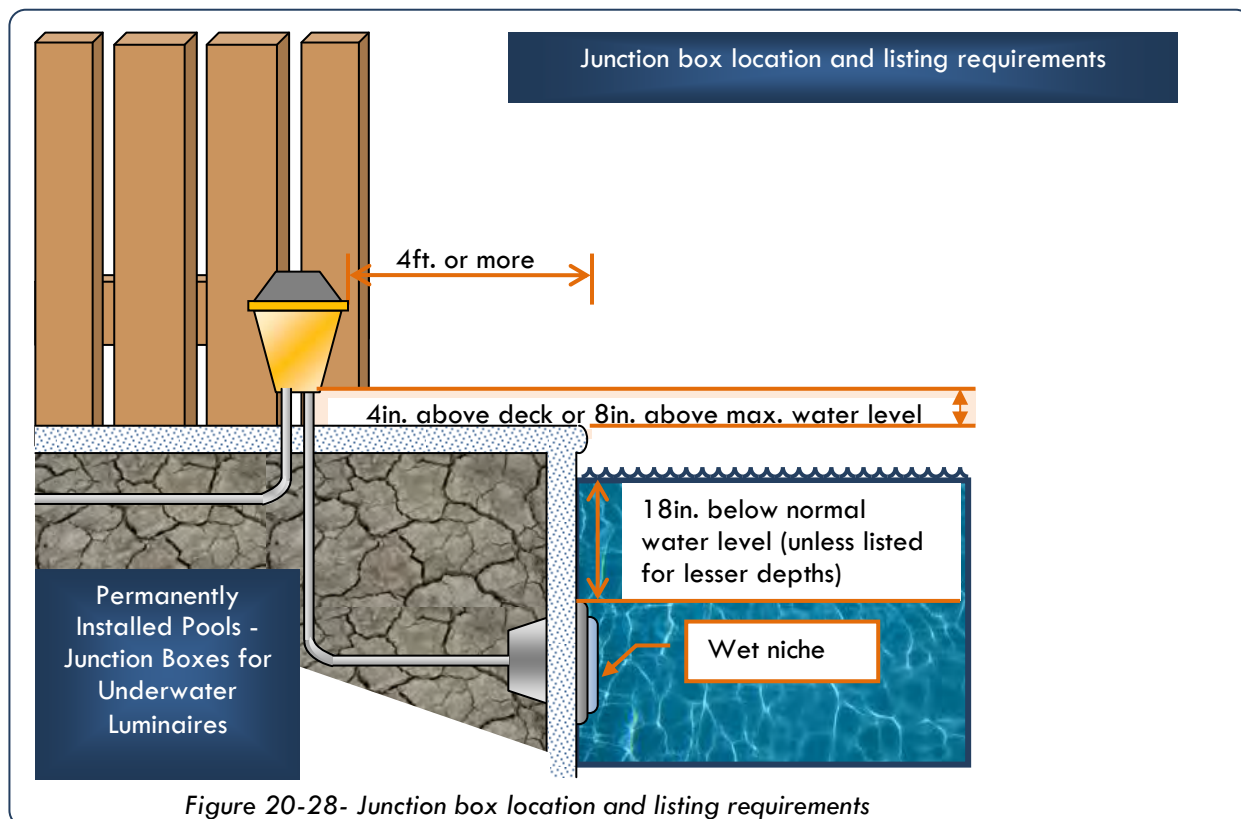 Junction box location and listing requirements
4ft. or more
4in. above deck or 8in. above max. water level
18in. below normal
water level (unless listed
for lesser depths)
Wet niche
Permanently
Installed Pools -
Junction Boxes for
Underwater
Luminaires
Figure 20-28- Junction box location and listing requirements